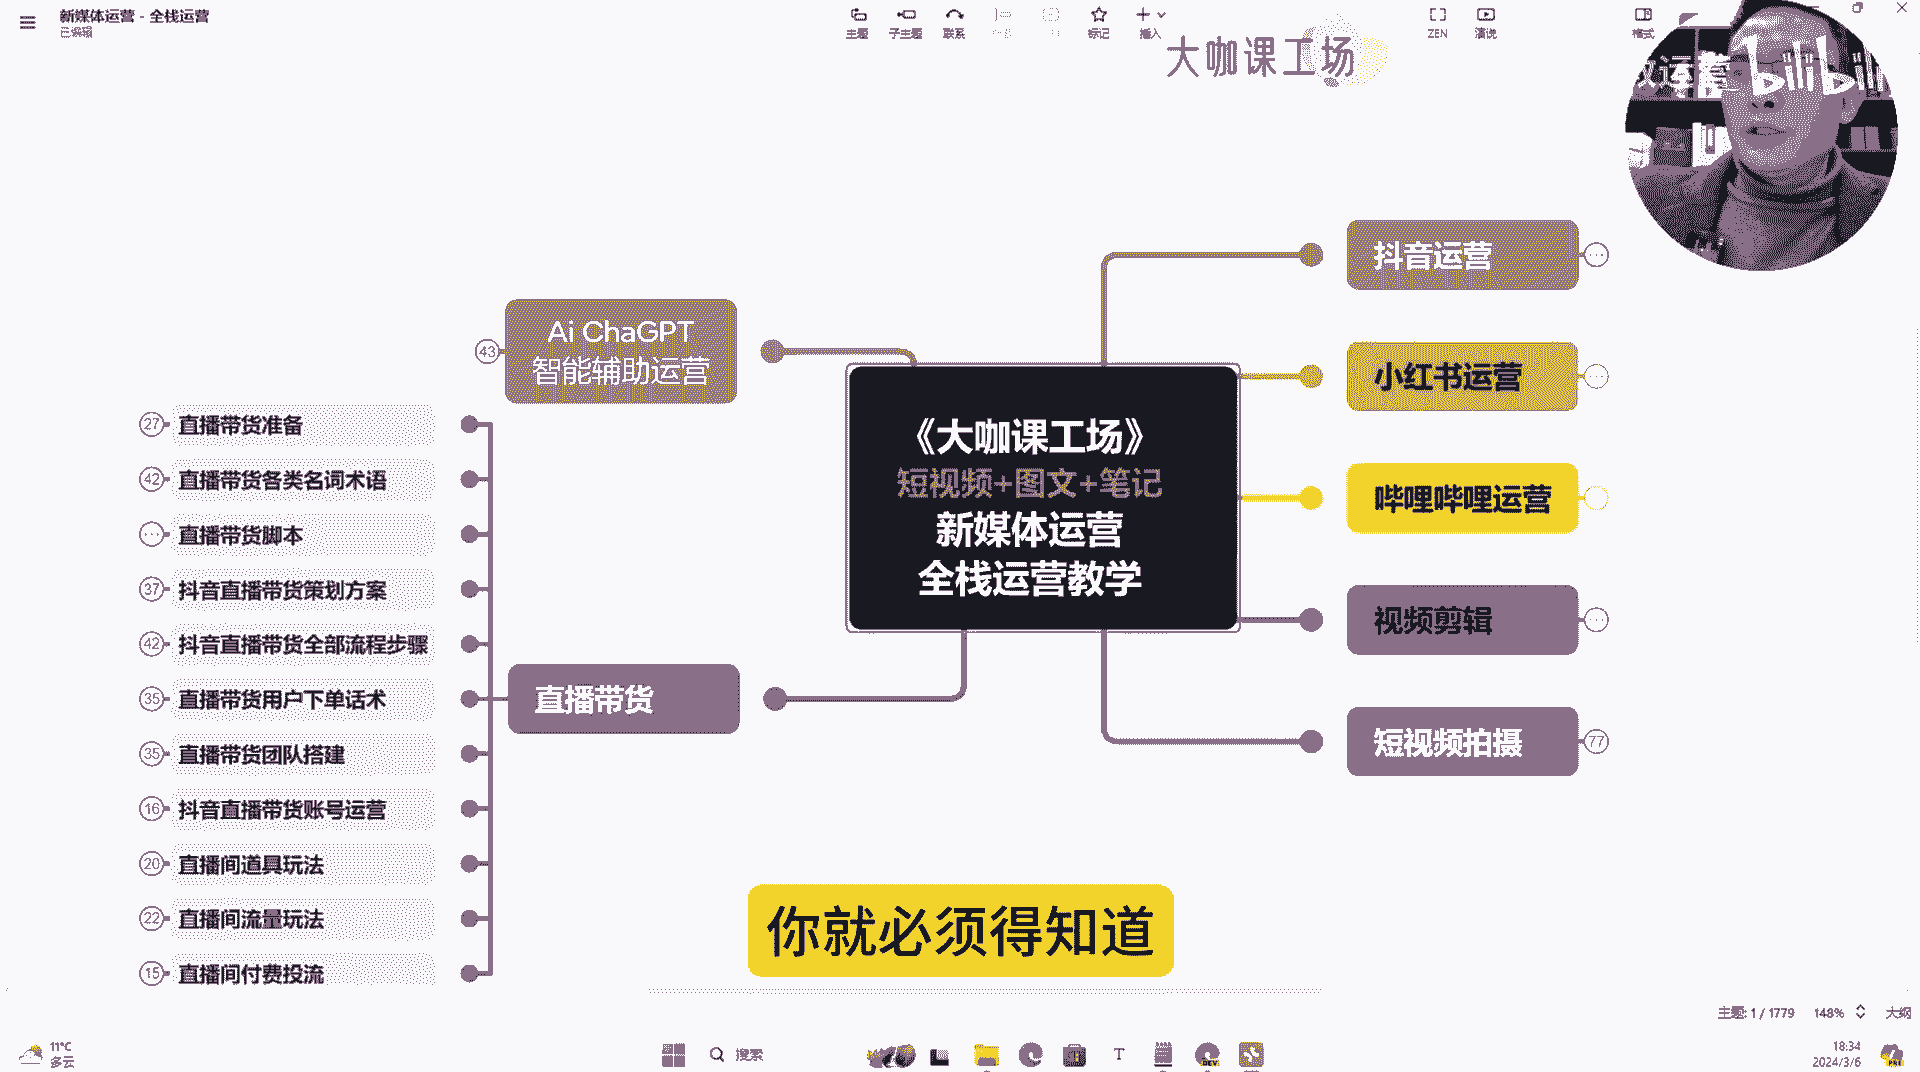 新媒体运营 - 全栈运营
已编辑
主题
子主题
联系
标记
插入
ZEN
演说
格式
大咖课工场
bilibili
抖音运营
小红书运营
哔哩哔哩运营
视频剪辑
短视频拍摄
77
Ai ChaGPT
智能辅助运营
43
《大咖课工场》
短视频+图文+笔记
新媒体运营
全栈运营教学
直播带货
27 直播带货准备
42 直播带货各类名词术语
直播带货脚本
37 抖音直播带货策划方案
42 抖音直播带货全部流程步骤
35 直播带货用户下单话术
35 直播带货团队搭建
16 抖音直播带货账号运营
20 直播间道具玩法
22 直播间流量玩法
15 直播间付费投流
你就必须得知道
主题: 1 / 1779
148%
大纲
11°C
多云
搜索
DEV
18:34
2024/3/6
PRE